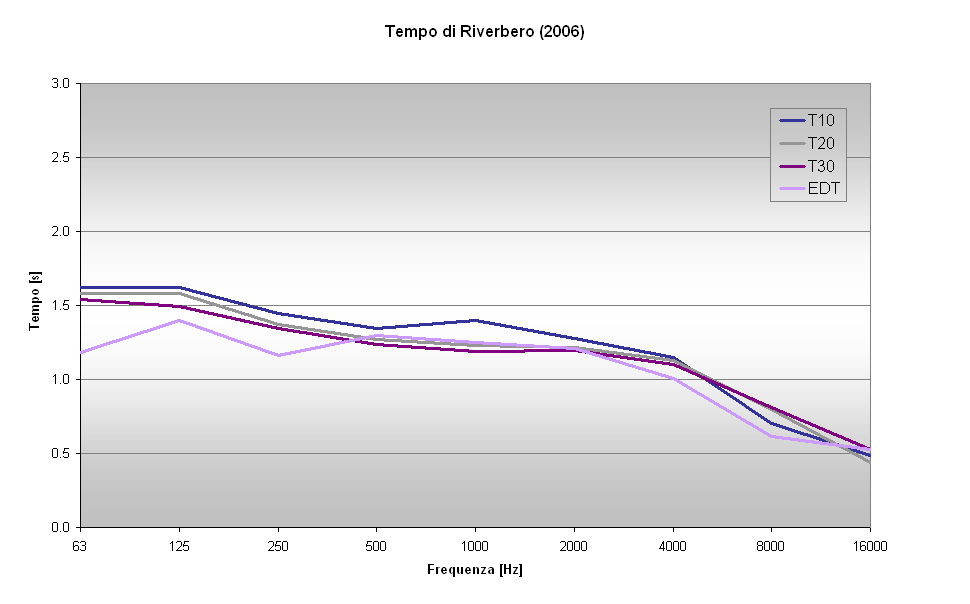 Tempo di Riverbero (2006)
3.0
2.5
2.0
1.5
1.0
0.5
0.0
Tempo [s]
T10
T20
T30
EDT
63 125 250 500 1000 2000 4000 8000 16000
Frequenza [Hz]